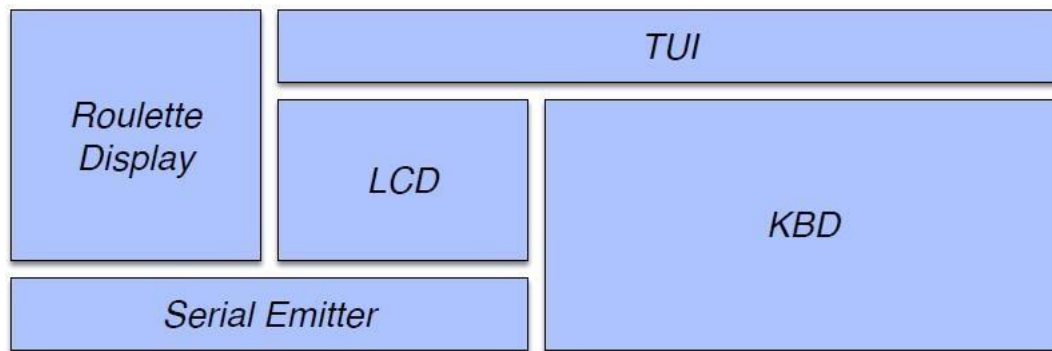 Roulette
Display
TUI
LCD
KBD
Serial Emitter